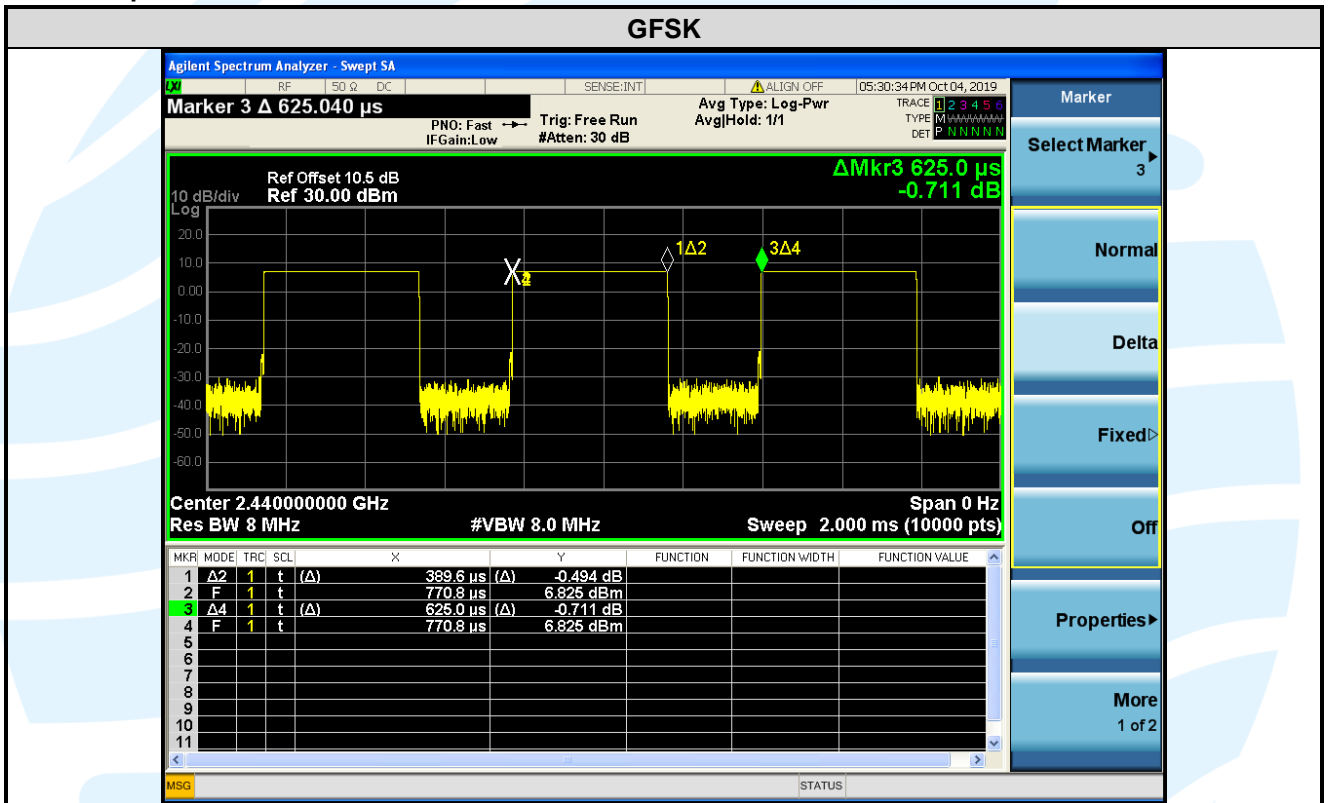 GFSK
Agilent Spectrum Analyzer - Swept SA
LXI RF 50 Ω DC SENSE:INT ALIGN OFF 05:30:34 PM Oct 04, 2019
Marker 3 Δ 625.040 µs
PNO: Fast
IFGain:Low
Trig: Free Run
#Atten: 30 dB
Avg Type: Log-Pwr
Avg|Hold: 1/1
TRACE 1 2 3 4 5 6
TYPE M
DET P N N N N N
ΔMkr3 625.0 µs
-0.711 dB
Ref Offset 10.5 dB
10 dB/div Ref 30.00 dBm
Log
20.0
10.0
0.00
-10.0
-20.0
-30.0
-40.0
-50.0
-60.0
1Δ2
3Δ4
Center 2.440000000 GHz Span 0 Hz
Res BW 8 MHz #VBW 8.0 MHz Sweep 2.000 ms (10000 pts)
MKR MODE TRC SCL X Y FUNCTION FUNCTION WIDTH FUNCTION VALUE
1 Δ2 1 t (Δ) 389.6 µs (Δ) -0.494 dB
2 F 1 t 770.8 µs 6.825 dBm
3 Δ4 1 t (Δ) 625.0 µs (Δ) -0.711 dB
4 F 1 t 770.8 µs 6.825 dBm
5
6
7
8
9
10
11
MSG STATUS
Marker
Select Marker
3
Normal
Delta
Fixed
Off
Properties
More
1 of 2